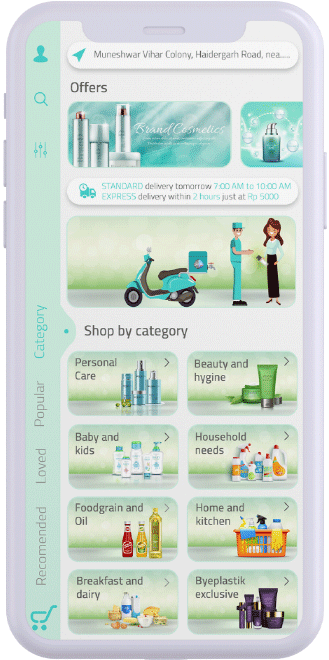 Muneshwar Vihar Colony, Haidergarh Road, nea.....
Offers
Brand Cosmetics
STANDARD delivery tomorrow 7:00 AM to 10:00 AM
EXPRESS delivery within 2 hours just at Rp 5000
Category
Popular
Loved
Recomended
Shop by category
Personal
Care
Beauty and
hygine
Baby and
kids
Household
needs
Foodgrain and
Oil
Home and
kitchen
Breakfast and
dairy
Byeplastik
exclusive